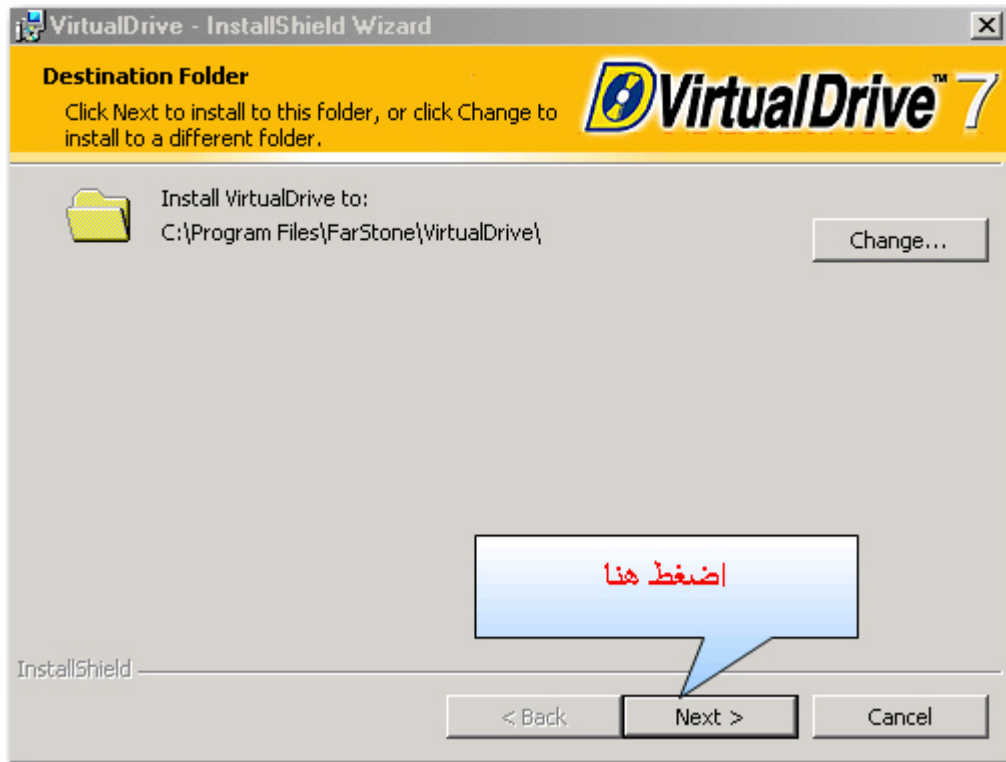 VirtualDrive - InstallShield Wizard
Destination Folder
Click Next to install to this folder, or click Change to
install to a different folder.
VirtualDrive™ 7
Install VirtualDrive to:
C:\Program Files\FarStone\VirtualDrive\
Change...
اضغط هنا
InstallShield
< Back
Next >
Cancel